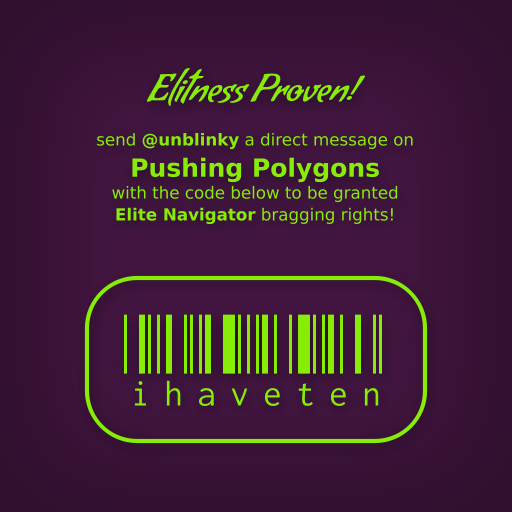 Elitness Proven!
send @unblinky a direct message on
Pushing Polygons
with the code below to be granted
Elite Navigator bragging rights!
ihaveten